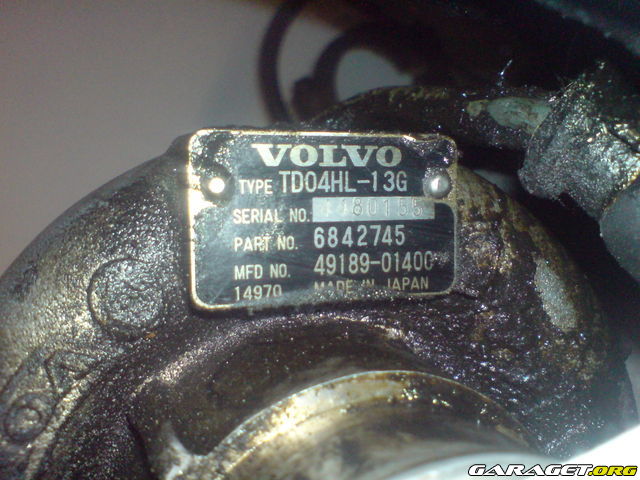 VOLVO
TYPE TD04HL-13G
SERIAL NO.
PART NO. 6842745
MFD NO. 49189-01400
14970 MADE IN JAPAN
GARAGET.ORG